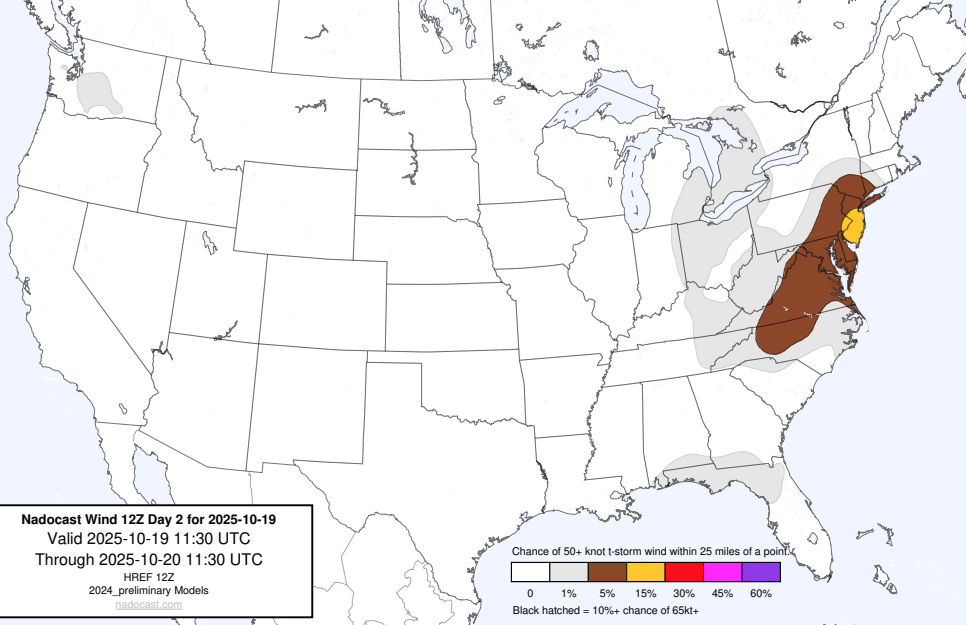 Nadocast Wind 12Z Day 2 for 2025-10-19
Valid 2025-10-19 11:30 UTC
Through 2025-10-20 11:30 UTC
HREF 12Z
2024_preliminary Models
nadocast.com
Chance of 50+ knot t-storm wind within 25 miles of a point.
0 1% 5% 15% 30% 45% 60%
Black hatched = 10%+ chance of 65kt+